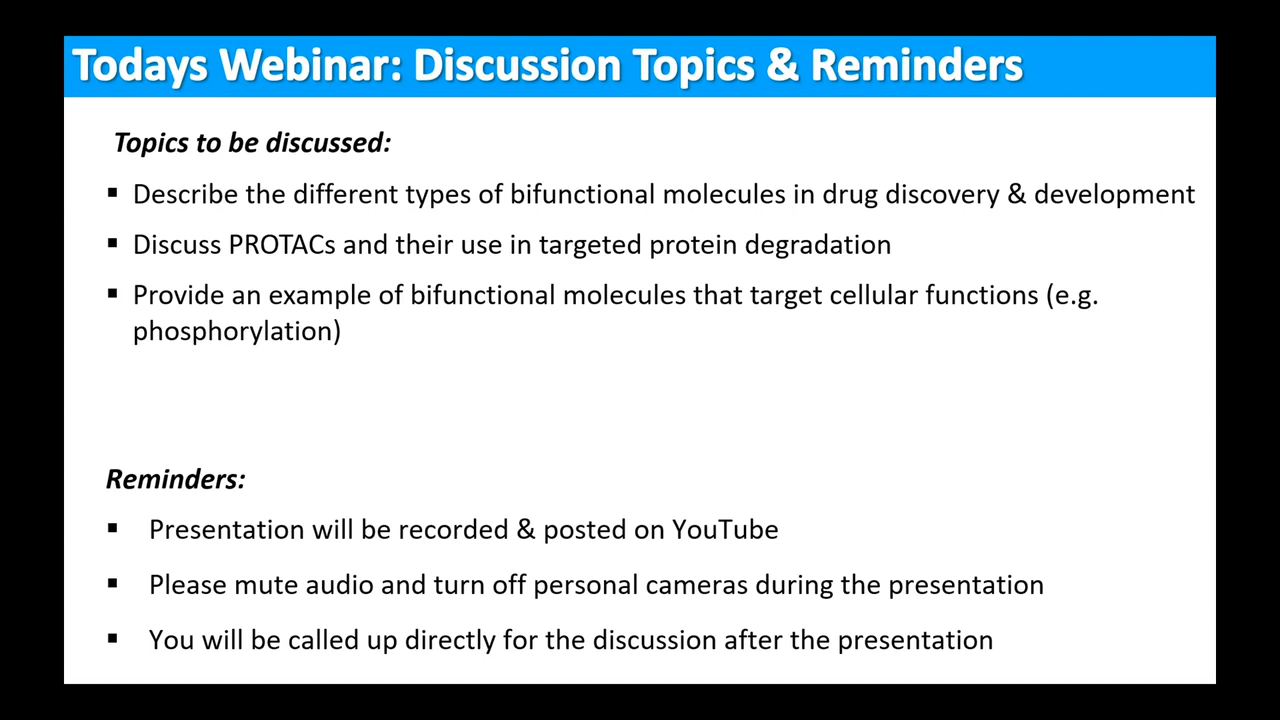 Todays Webinar: Discussion Topics & Reminders
Topics to be discussed:
▪ Describe the different types of bifunctional molecules in drug discovery & development
▪ Discuss PROTACs and their use in targeted protein degradation
▪ Provide an example of bifunctional molecules that target cellular functions (e.g.
phosphorylation)
Reminders:
▪ Presentation will be recorded & posted on YouTube
▪ Please mute audio and turn off personal cameras during the presentation
▪ You will be called up directly for the discussion after the presentation